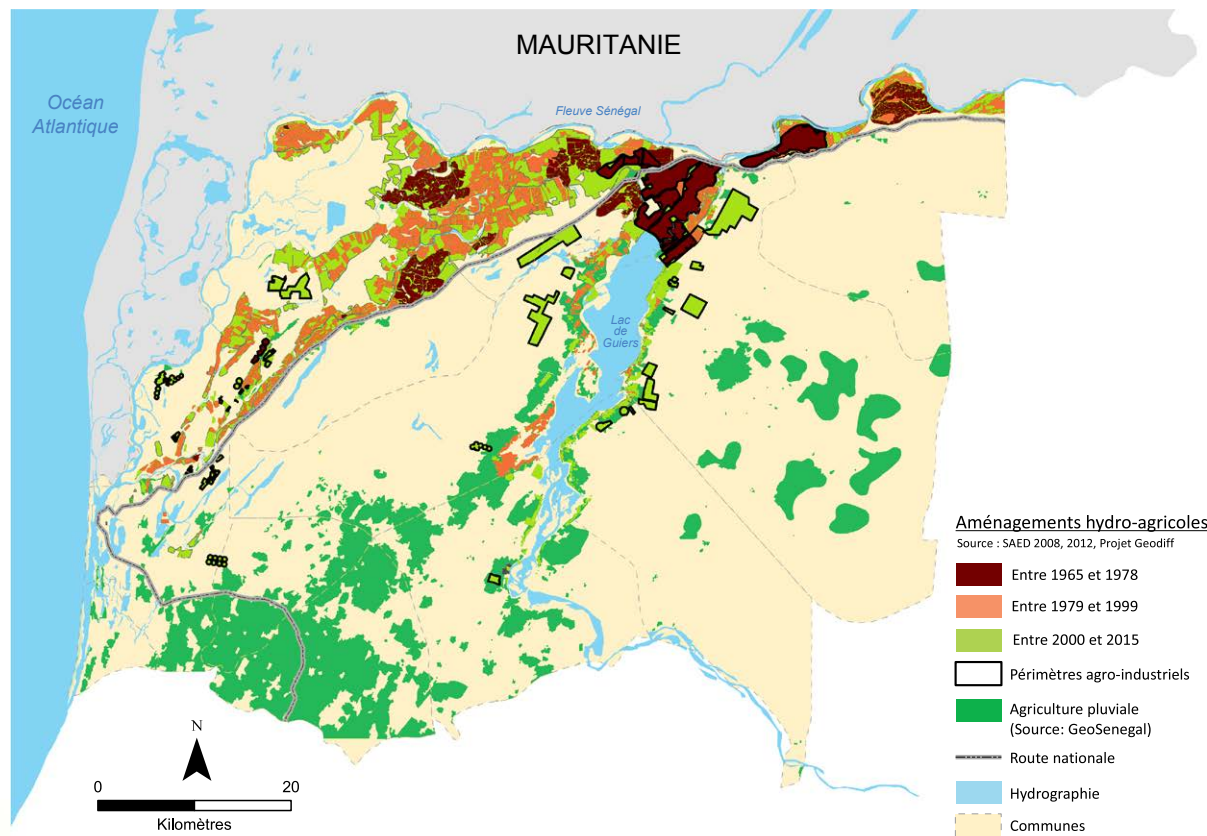 MAURITANIE
Océan
Atlantique
Fleuve Sénégal
Lac
de
Guiers
Aménagements hydro-agricoles
Source : SAED 2008, 2012, Projet Geodiff
Entre 1965 et 1978
Entre 1979 et 1999
Entre 2000 et 2015
Périmètres agro-industriels
Agriculture pluviale
(Source: GeoSenegal)
Route nationale
Hydrographie
Communes
N
0 20
Kilomètres